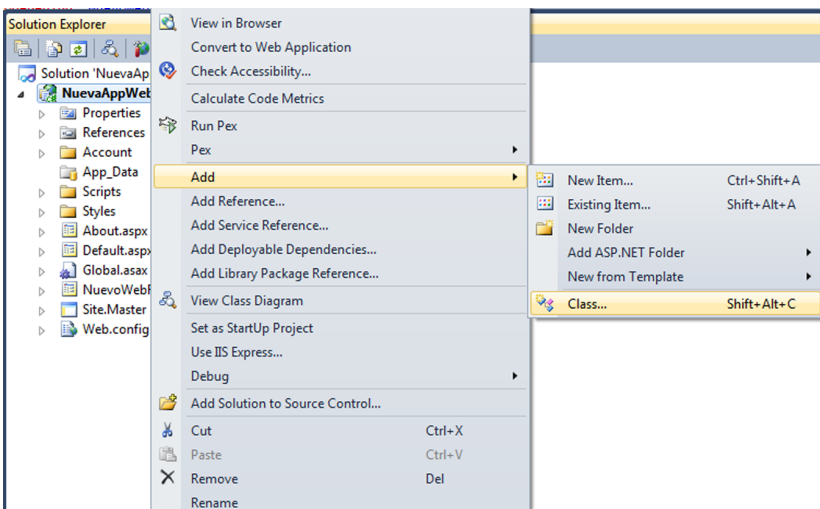 Solution Explorer
Solution 'NuevaAp
NuevaAppWeb
Properties
References
Account
App_Data
Scripts
Styles
About.aspx
Default.aspx
Global.asax
NuevoWebF
Site.Master
Web.config
View in Browser
Convert to Web Application
Check Accessibility...
Calculate Code Metrics
Run Pex
Pex
Add
Add Reference...
Add Service Reference...
Add Deployable Dependencies...
Add Library Package Reference...
View Class Diagram
Set as StartUp Project
Use IIS Express...
Debug
Add Solution to Source Control...
Cut Ctrl+X
Paste Ctrl+V
Remove Del
Rename
New Item... Ctrl+Shift+A
Existing Item... Shift+Alt+A
New Folder
Add ASP.NET Folder
New from Template
Class... Shift+Alt+C